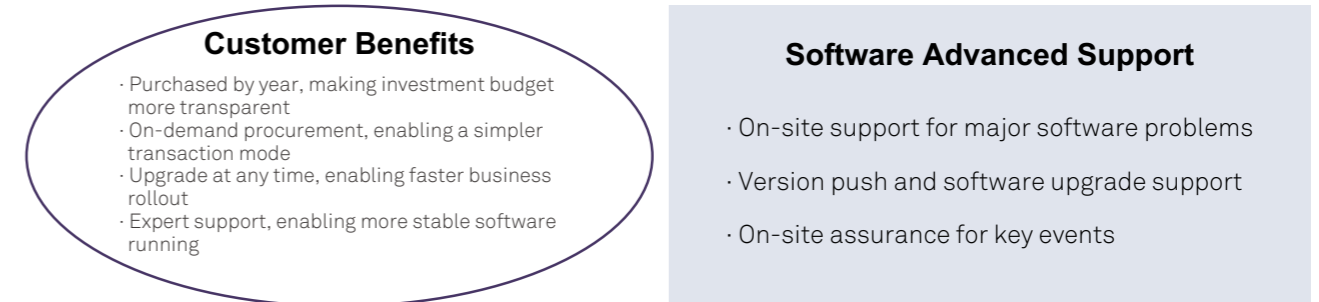 Customer Benefits
· Purchased by year, making investment budget
more transparent
· On-demand procurement, enabling a simpler
transaction mode
· Upgrade at any time, enabling faster business
rollout
· Expert support, enabling more stable software
running
Software Advanced Support
· On-site support for major software problems
· Version push and software upgrade support
· On-site assurance for key events